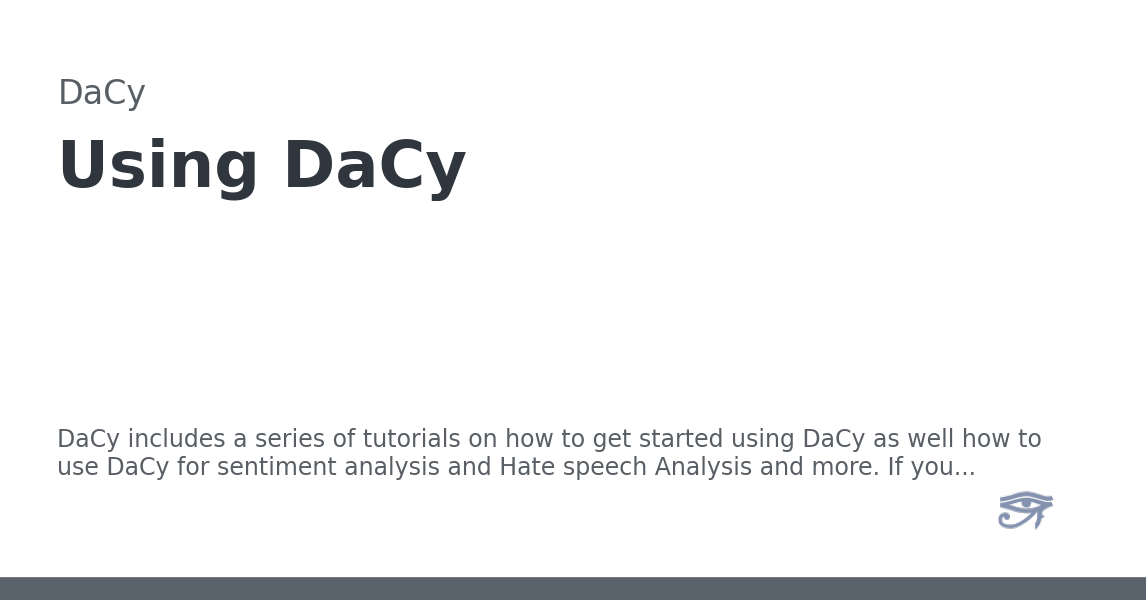 DaCy
Using DaCy
DaCy includes a series of tutorials on how to get started using DaCy as well how to
use DaCy for sentiment analysis and Hate speech Analysis and more. If you...